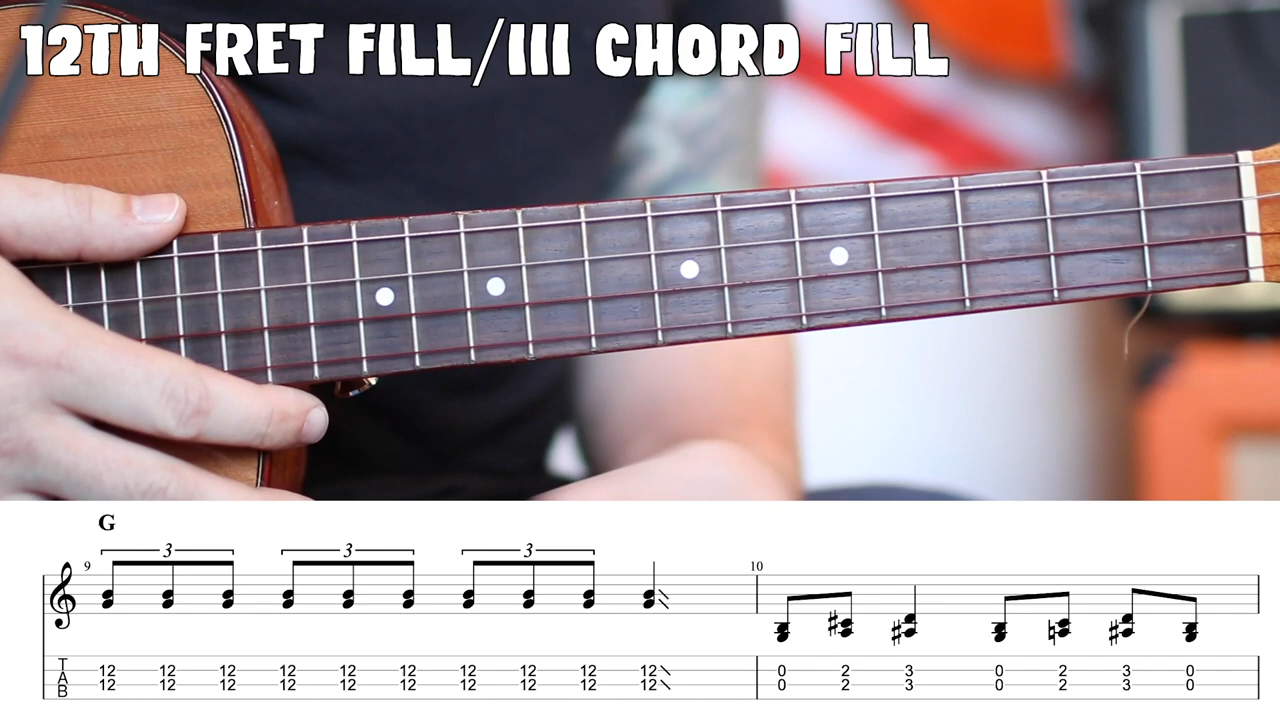 12TH FRET FILL/III CHORD FILL
G
3 3 3
9 10
T 12 12 12 12 12 12 12 12 12 12 0 2 3 0 2 3 0
A 12 12 12 12 12 12 12 12 12 12 0 2 3 0 2 3 0
B